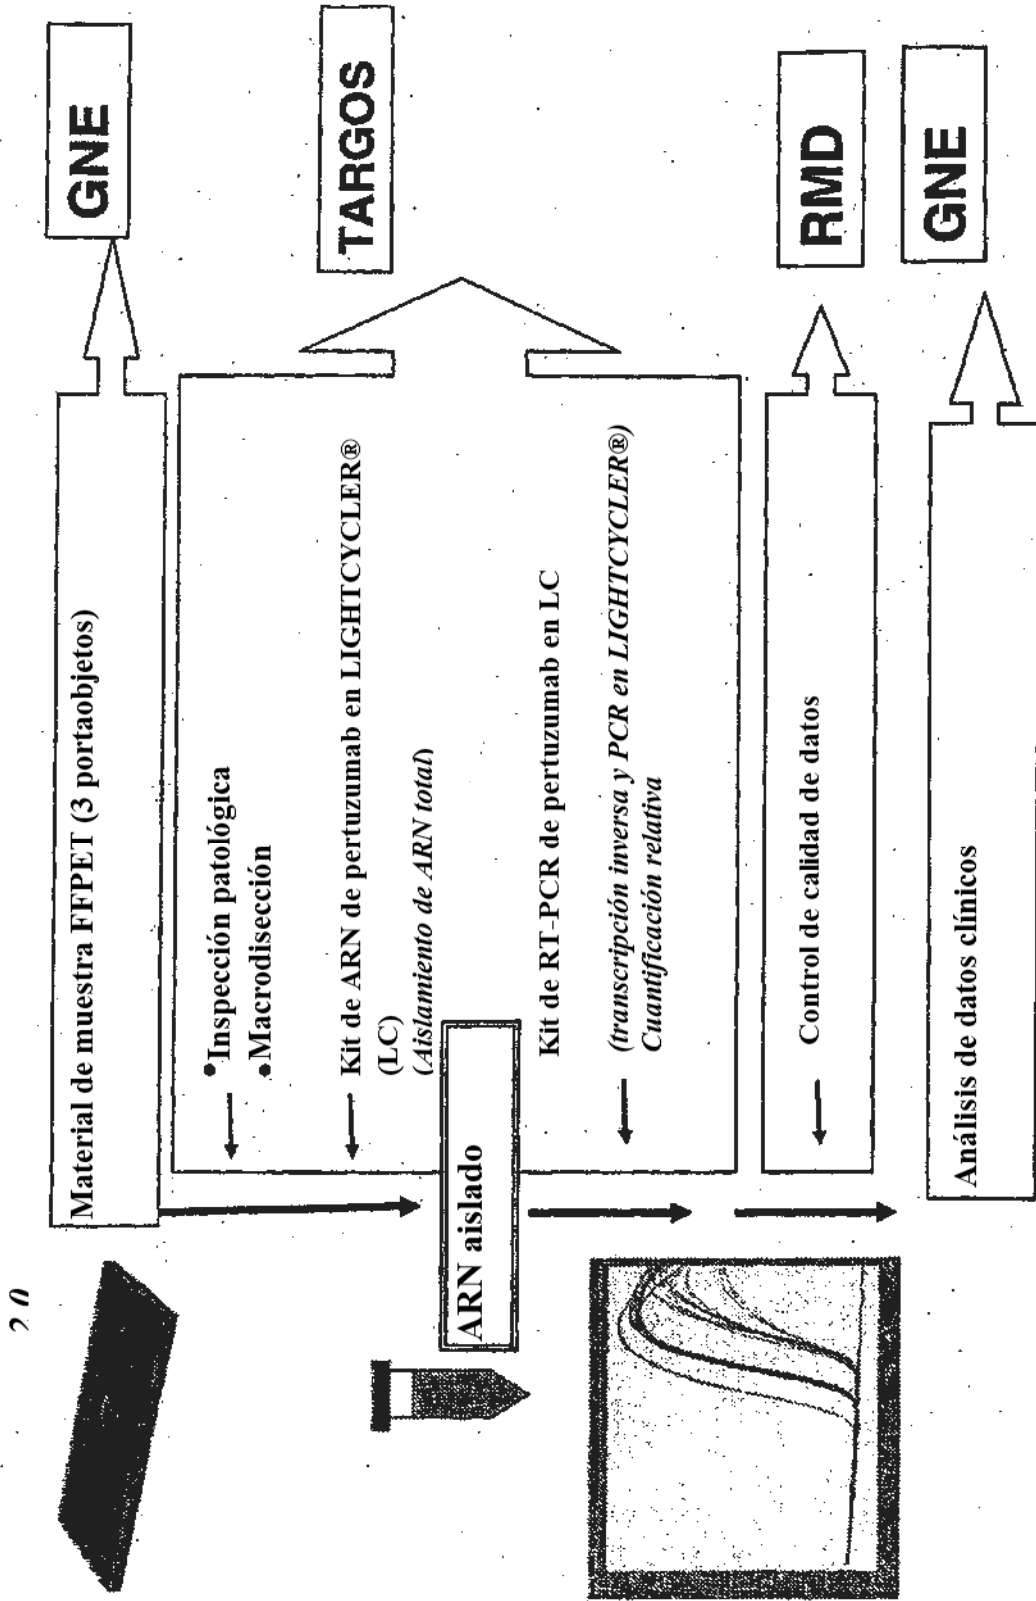 2.0
Material de muestra FFPET (3 portaobjetos)
GNE
•Inspección patológica
•Macrodisección
Kit de ARN de pertuzumab en LIGHTCYCLER®
(LC)
(Aislamiento de ARN total)
TARGOS
ARN aislado
Kit de RT-PCR de pertuzumab en LC
(transcripción inversa y PCR en LIGHTCYCLER®)
Cuantificación relativa
Control de calidad de datos
RMD
Análisis de datos clínicos
GNE